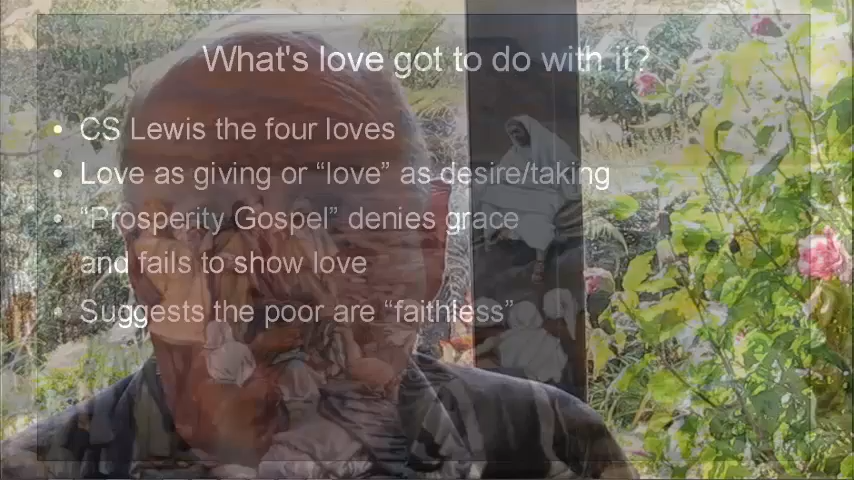 What's love got to do with it?
• CS Lewis the four loves
• Love as giving or “love” as desire/taking
• “Prosperity Gospel” denies grace
and fails to show love
• Suggests the poor are “faithless”